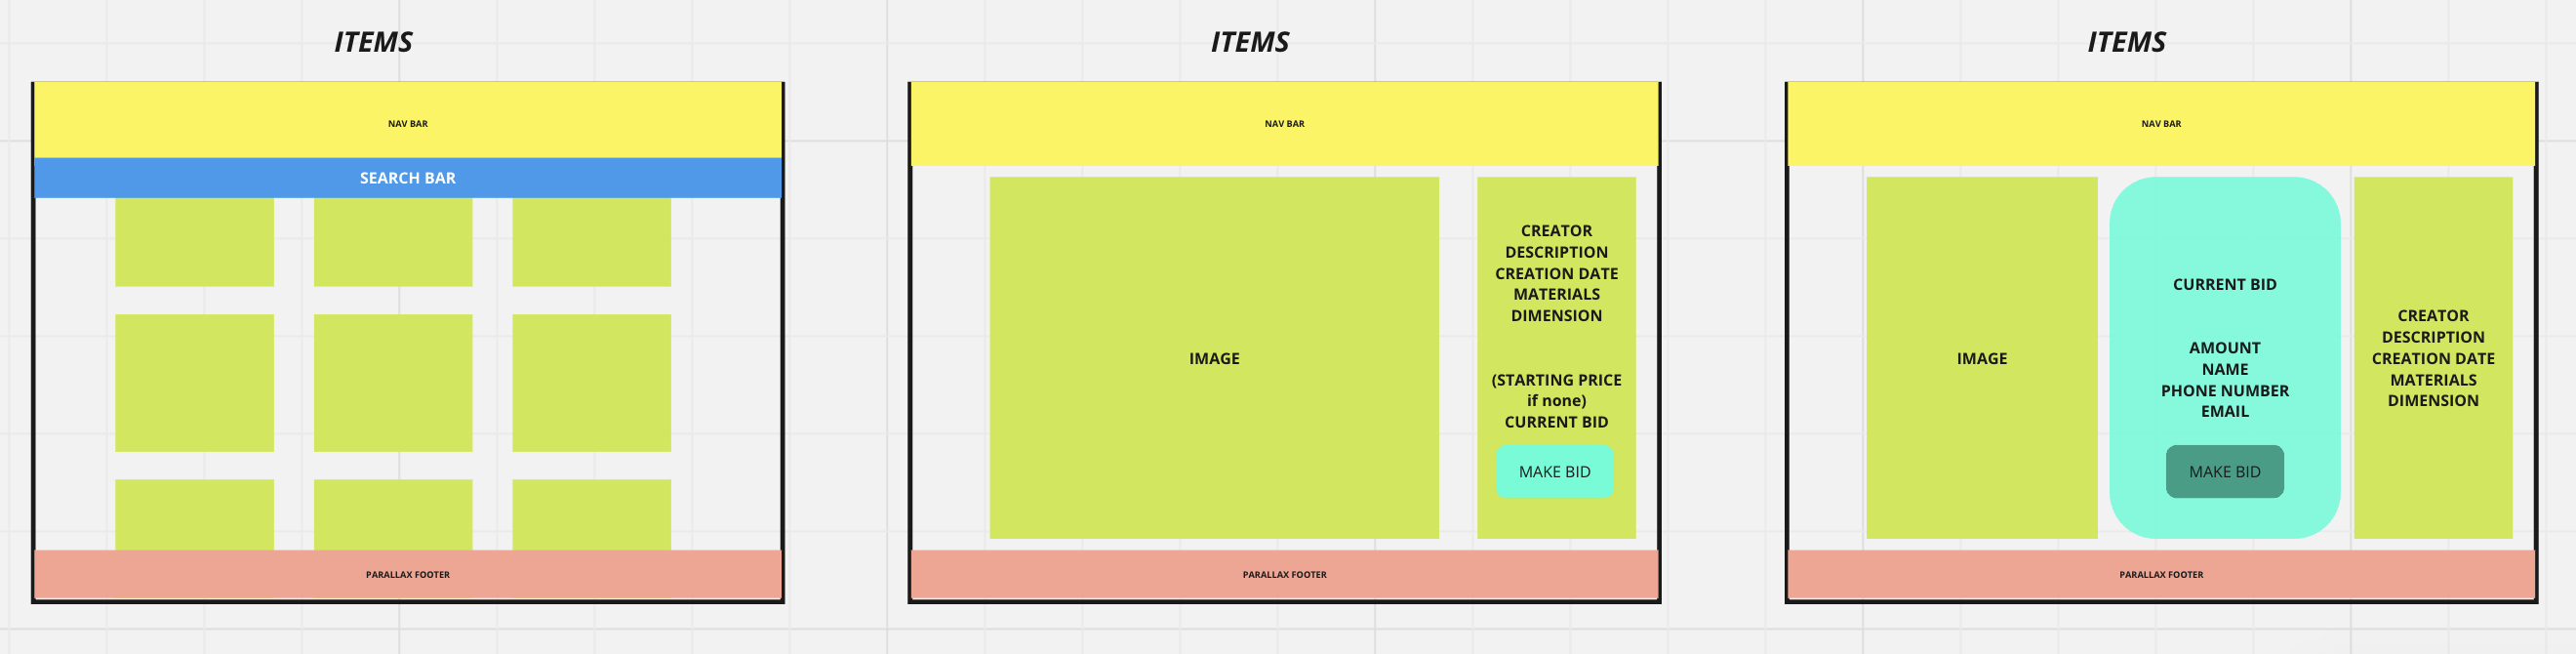 ITEMS
NAV BAR
SEARCH BAR
PARALLAX FOOTER
ITEMS
NAV BAR
IMAGE
CREATOR
DESCRIPTION
CREATION DATE
MATERIALS
DIMENSION
(STARTING PRICE
if none)
CURRENT BID
MAKE BID
PARALLAX FOOTER
ITEMS
NAV BAR
IMAGE
CURRENT BID
AMOUNT
NAME
PHONE NUMBER
EMAIL
MAKE BID
CREATOR
DESCRIPTION
CREATION DATE
MATERIALS
DIMENSION
PARALLAX FOOTER